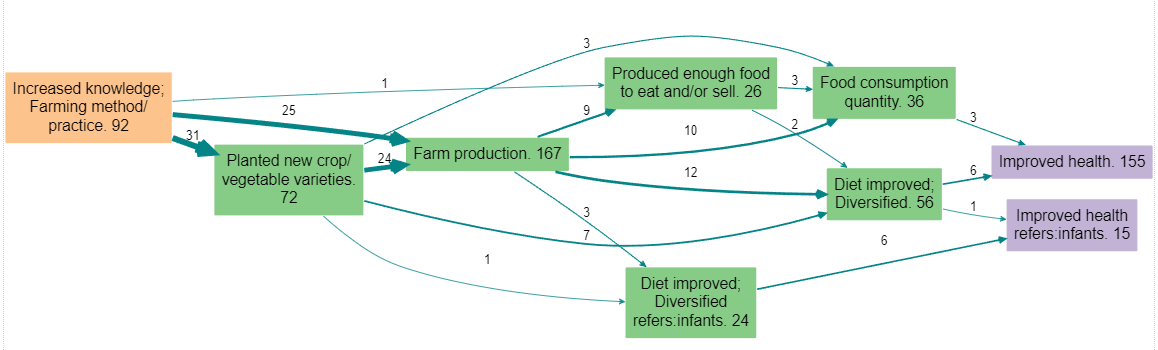 Increased knowledge;
Farming method/
practice. 92
1
25
31
Planted new crop/
vegetable varieties.
72
3
24
7
1
Farm production. 167
9
10
12
3
Produced enough food
to eat and/or sell. 26
3
2
Food consumption
quantity. 36
3
Diet improved;
Diversified. 56
6
1
Diet improved;
Diversified
refers:infants. 24
6
Improved health. 155
Improved health
refers:infants. 15